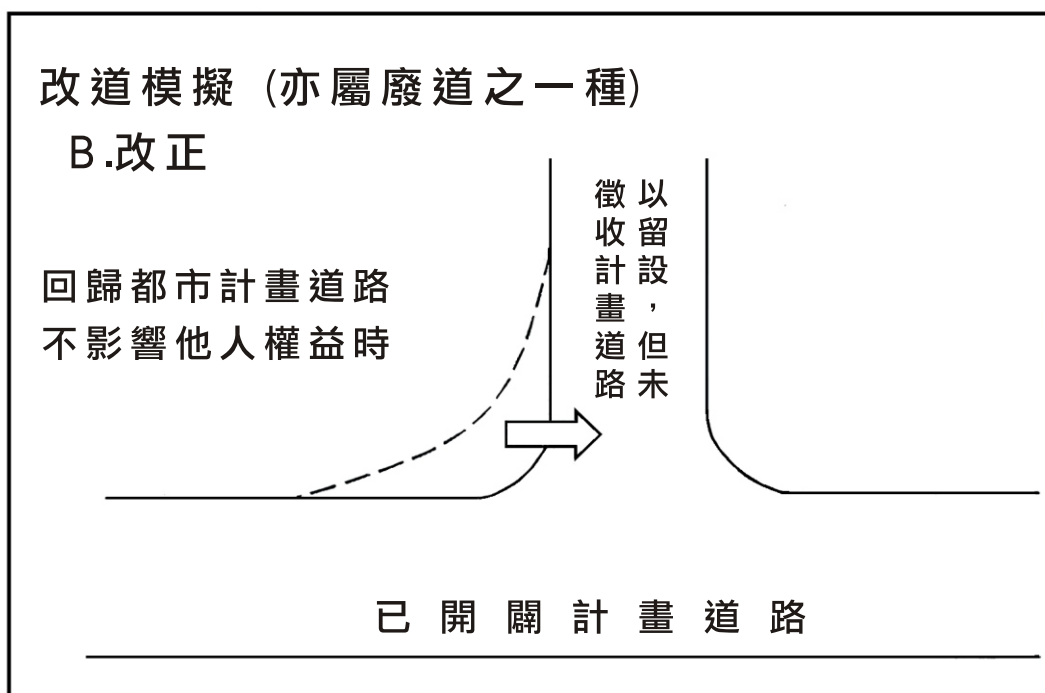 改道模擬 (亦屬廢道之一種)
B.改正
回歸都市計畫道路
不影響他人權益時
以留設，但未
徵收計畫道路
已開闢計畫道路